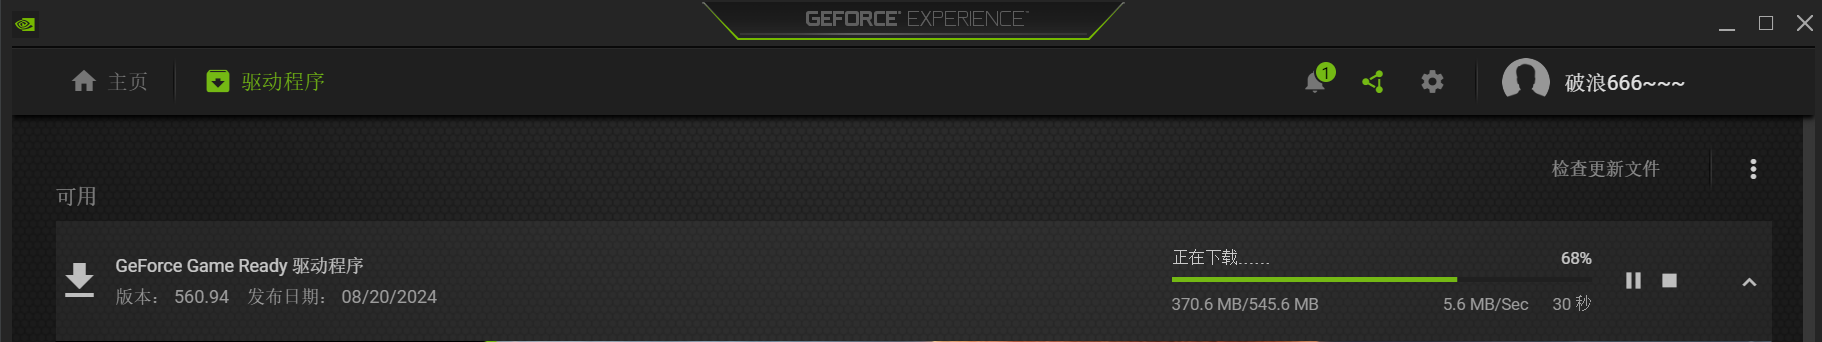 GEFORCE EXPERIENCE
主页
驱动程序
1
破浪666~~~
检查更新文件
可用
GeForce Game Ready 驱动程序
正在下载......
68%
版本： 560.94 发布日期： 08/20/2024
370.6 MB/545.6 MB
5.6 MB/Sec
30 秒